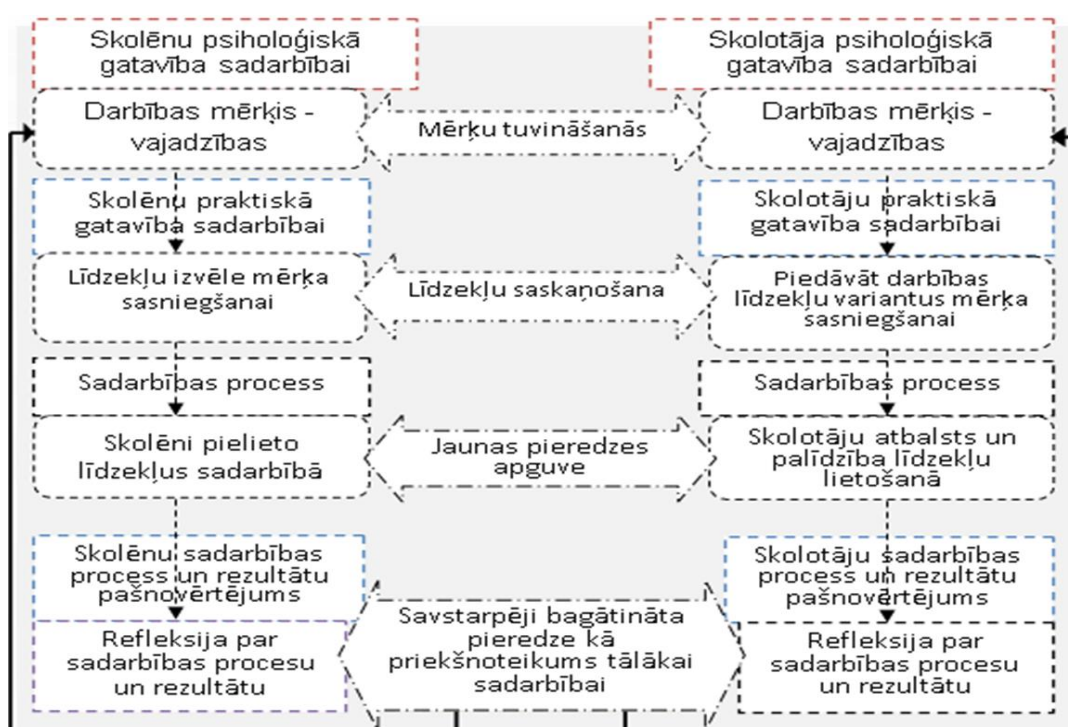 Skolēnu psiholoģiskā
gatavība sadarbībai
Skolotāja psiholoģiskā
gatavība sadarbībai
Darbības mērķis -
vajadzības
Mērķu tuvināšanās
Darbības mērķis -
vajadzības
Skolēnu praktiskā
gatavība sadarbībai
Skolotāju praktiskā
gatavība sadarbībai
Līdzekļu izvēle mērķa
sasniegšanai
Līdzekļu saskaņošana
Piedāvāt darbības
līdzekļu variantus mērķa
sasniegšanai
Sadarbības process
Sadarbības process
Skolēni pielieto
līdzekļus sadarbībā
Jaunas pieredzes
apguve
Skolotāju atbalsts un
palīdzība līdzekļu
lietošanā
Skolēnu sadarbības
process un rezultātu
pašnovērtējums
Skolotāju sadarbības
process un rezultātu
pašnovērtējums
Refleksija par
sadarbības procesu
un rezultātu
Savstarpēji bagātināta
pieredze kā
priekšnoteikums tālākai
sadarbībai
Refleksija par
sadarbības procesu
un rezultātu